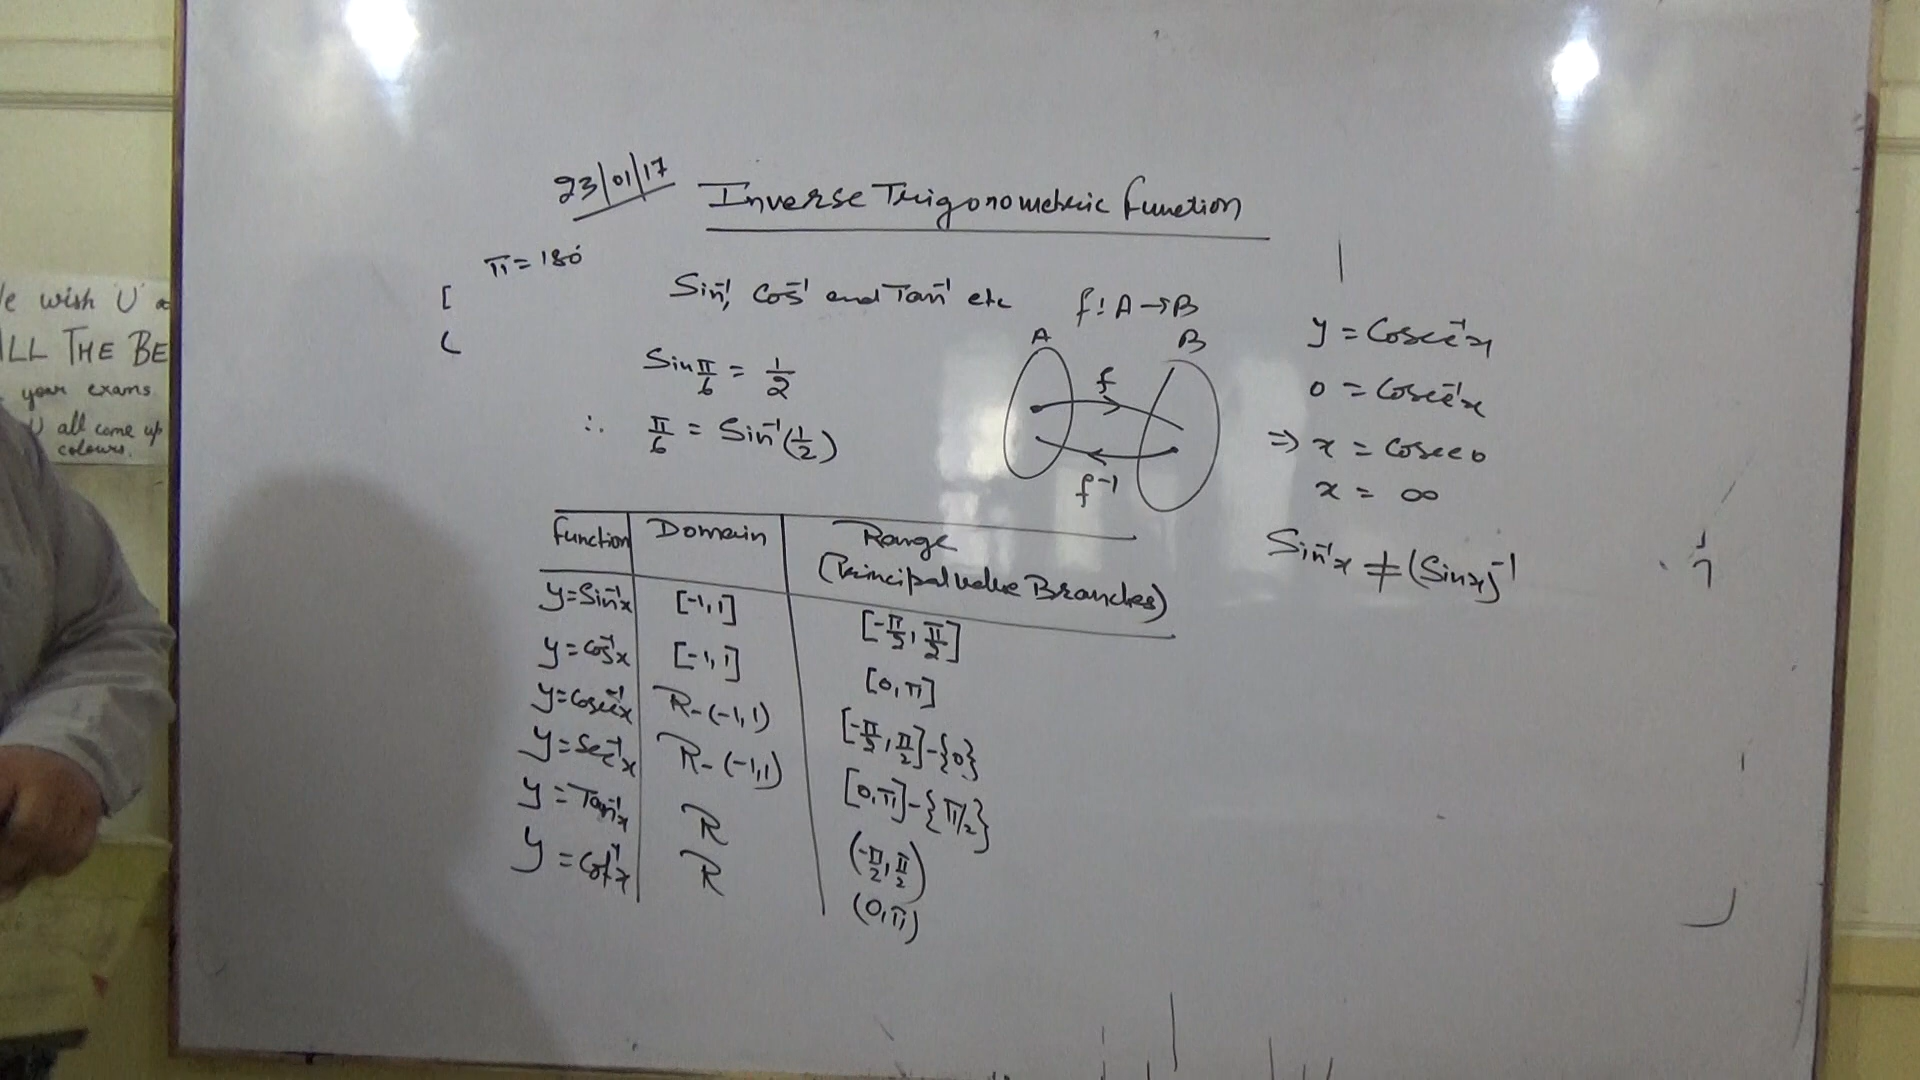 23/01/17 Inverse Trigonometric Function
π = 180°
[
(
Sin⁻¹, Cos⁻¹ and Tan⁻¹ etc
f: A → B
A B
f
f⁻¹
Sin π/6 = 1/2
∴ π/6 = Sin⁻¹(1/2)
y = Cosec⁻¹x
0 = Cosec⁻¹x
⇒ x = Cosec 0
x = ∞
Sin⁻¹x ≠ (Sinx)⁻¹
Function Domain Range
(Principal value Branches)
y = Sin⁻¹x [-1, 1] [-π/2, π/2]
y = Cos⁻¹x [-1, 1] [0, π]
y = Cosec⁻¹x R - (-1, 1) [-π/2, π/2] - {0}
y = Sec⁻¹x R - (-1, 1) [0, π] - {π/2}
y = Tan⁻¹x R (-π/2, π/2)
y = Cot⁻¹x R (0, π)
wish U
ALL THE BE
your exams
U all come up
colours.